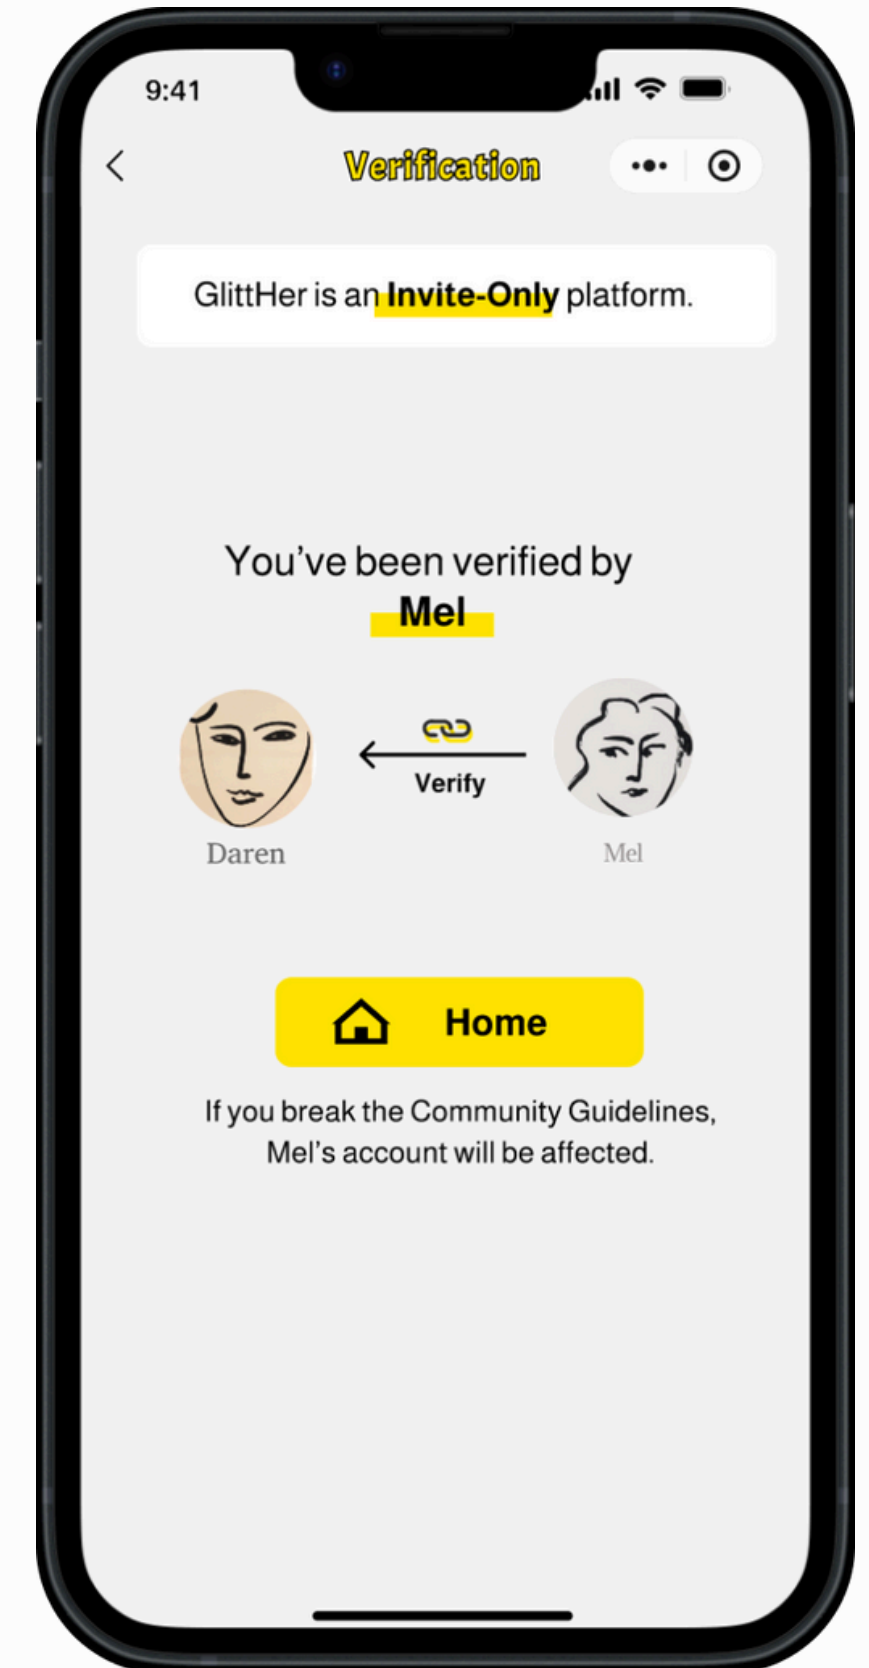 9:41
Verification
GlittHer is an Invite-Only platform.
You've been verified by
Mel
Verify
Daren
Mel
Home
If you break the Community Guidelines,
Mel's account will be affected.